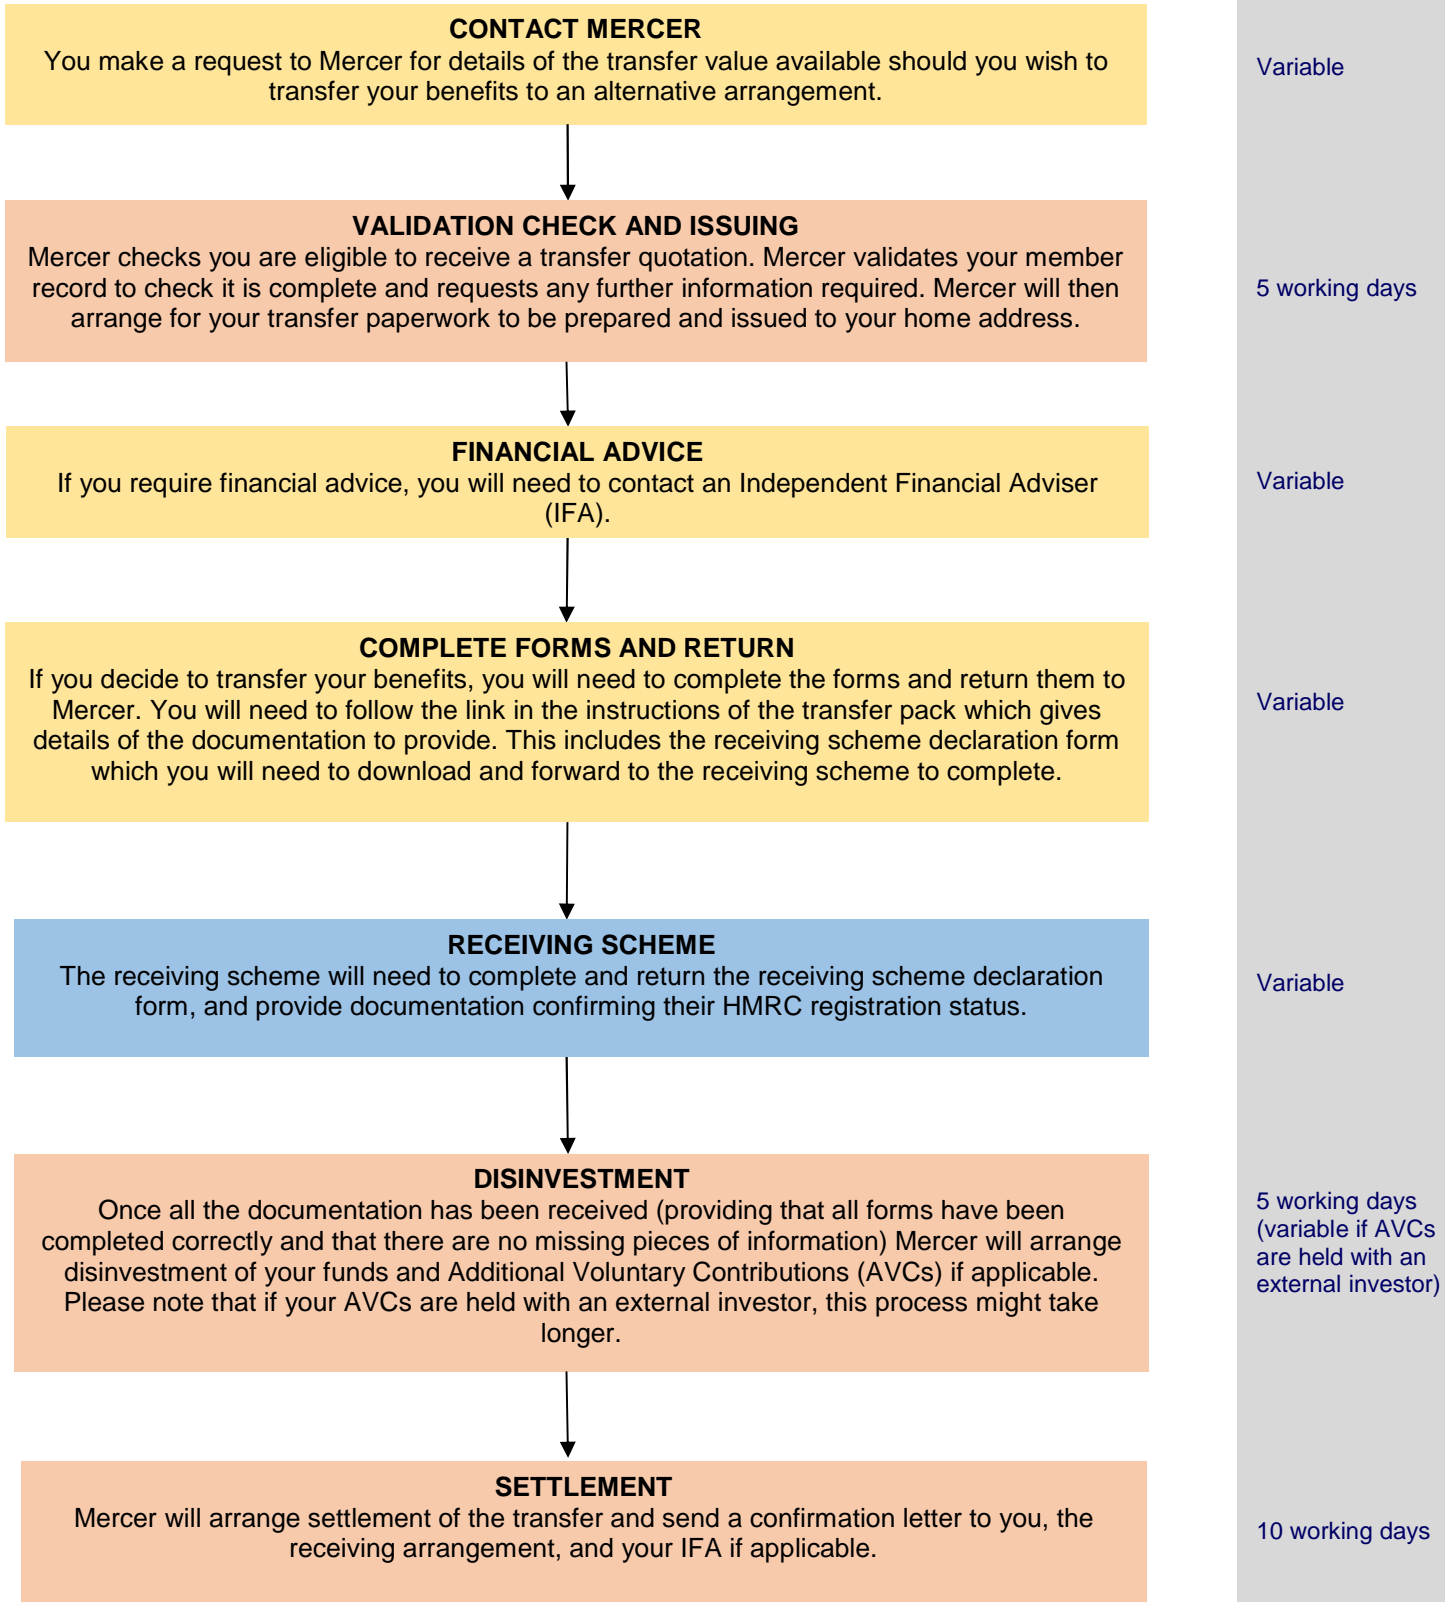 CONTACT MERCER
You make a request to Mercer for details of the transfer value available should you wish to
transfer your benefits to an alternative arrangement.
Variable
VALIDATION CHECK AND ISSUING
Mercer checks you are eligible to receive a transfer quotation. Mercer validates your member
record to check it is complete and requests any further information required. Mercer will then
arrange for your transfer paperwork to be prepared and issued to your home address.
5 working days
FINANCIAL ADVICE
If you require financial advice, you will need to contact an Independent Financial Adviser
(IFA).
Variable
COMPLETE FORMS AND RETURN
If you decide to transfer your benefits, you will need to complete the forms and return them to
Mercer. You will need to follow the link in the instructions of the transfer pack which gives
details of the documentation to provide. This includes the receiving scheme declaration form
which you will need to download and forward to the receiving scheme to complete.
Variable
RECEIVING SCHEME
The receiving scheme will need to complete and return the receiving scheme declaration
form, and provide documentation confirming their HMRC registration status.
Variable
DISINVESTMENT
Once all the documentation has been received (providing that all forms have been
completed correctly and that there are no missing pieces of information) Mercer will arrange
disinvestment of your funds and Additional Voluntary Contributions (AVCs) if applicable.
Please note that if your AVCs are held with an external investor, this process might take
longer.
5 working days
(variable if AVCs
are held with an
external investor)
SETTLEMENT
Mercer will arrange settlement of the transfer and send a confirmation letter to you, the
receiving arrangement, and your IFA if applicable.
10 working days